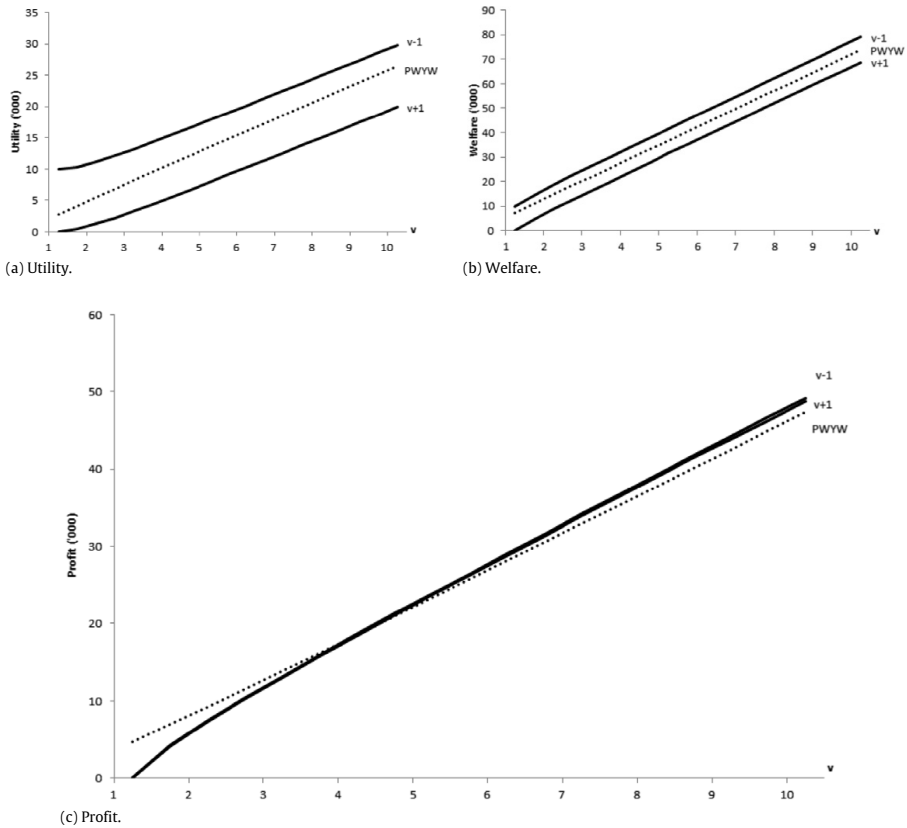 35
30
25
20
15
10
5
0
Utility ('000)
1 2 3 4 5 6 7 8 9 10
v
v-1
PWYW
v+1
(a) Utility.
90
80
70
60
50
40
30
20
10
0
Welfare ('000)
1 2 3 4 5 6 7 8 9 10
v
v-1
PWYW
v+1
(b) Welfare.
60
50
40
30
20
10
0
Profit ('000)
1 2 3 4 5 6 7 8 9 10
v
v-1
v+1
PWYW
(c) Profit.